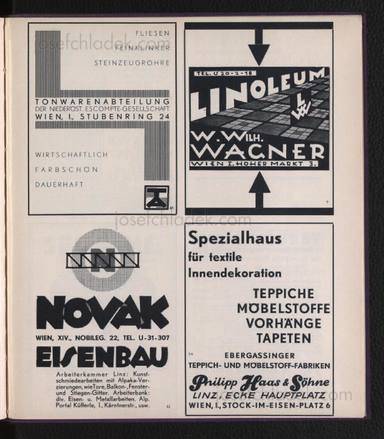 josefchladek.com
FLIESEN
FEINKLINKER
STEINZEUGROHRE
TONWARENABTEILUNG
DER NIEDERÖST. ESCOMPTE-GESELLSCHAFT
WIEN, I., STUBENRING 24
WIRTSCHAFTLICH
FARBSCHÖN
DAUERHAFT
TEL. U 20-2-18
LINOLEUM
W. WILH.
WAGNER
WIEN I. HOHER MARKT 3.
josefchladek.com
N
NOVAK
WIEN, XIV., NOBILEG. 22, TEL. U-31-307
EISENBAU
Arbeiterkammer Linz: Kunst-
schmiedearbeiten mit Alpaka-Ver-
zierungen, wie Tore, Balkon-, Fenster-
und Stiegen-Gitter. Arbeiterbank:
div. Eisen- u. Metallarbeiten. Alp.
Portal Küfferle, I., Kärntnerstr., usw.
Spezialhaus
für textile
Innendekoration
TEPPICHE
MÖBELSTOFFE
VORHÄNGE
TAPETEN
EBERGASSINGER
TEPPICH- UND MÖBELSTOFF-FABRIKEN
Philipp Haas & Söhne
LINZ, ECKE HAUPTPLATZ
WIEN, I., STOCK-IM-EISEN-PLATZ 6